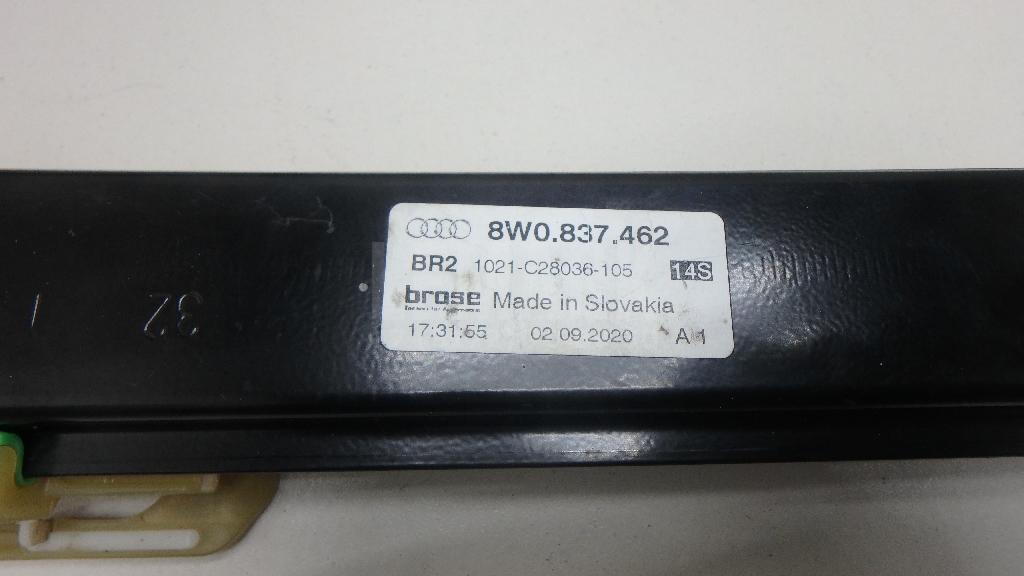 8W0.837.462
BR2 1021-C28036-105 14S
brose Made in Slovakia
17:31:55 02.09.2020 A 1
32